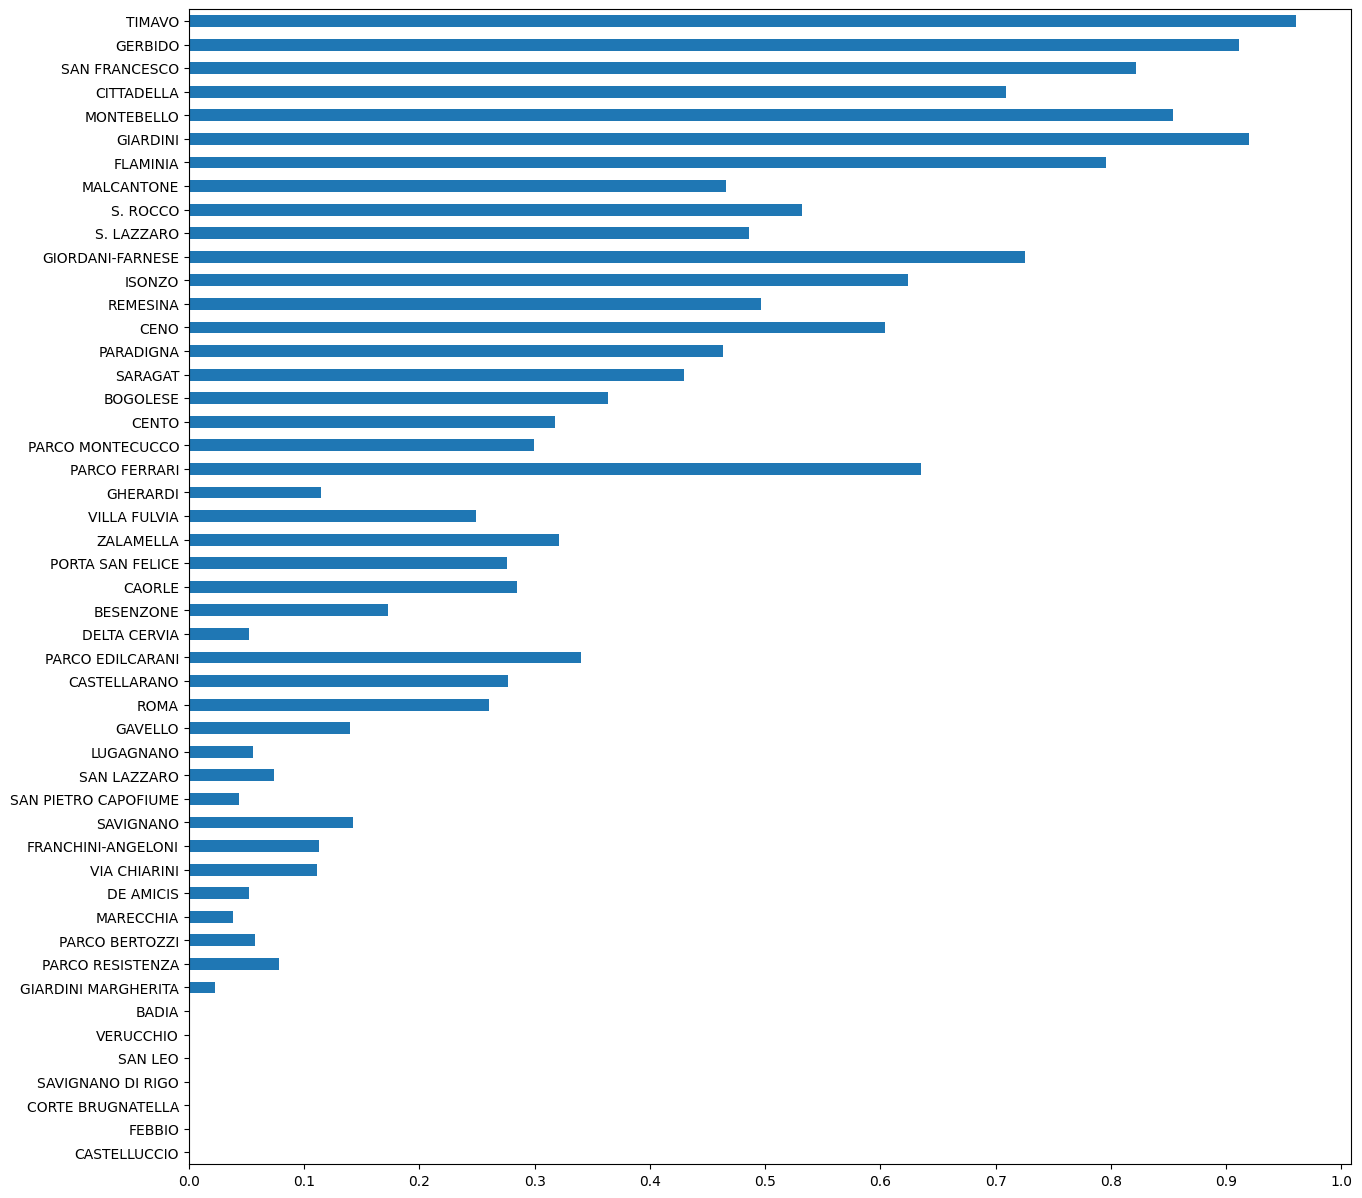 TIMAVO
GERBIDO
SAN FRANCESCO
CITTADELLA
MONTEBELLO
GIARDINI
FLAMINIA
MALCANTONE
S. ROCCO
S. LAZZARO
GIORDANI-FARNESE
ISONZO
REMESINA
CENO
PARADIGNA
SARAGAT
BOGOLESE
CENTO
PARCO MONTECUCCO
PARCO FERRARI
GHERARDI
VILLA FULVIA
ZALAMELLA
PORTA SAN FELICE
CAORLE
BESENZONE
DELTA CERVIA
PARCO EDILCARANI
CASTELLARANO
ROMA
GAVELLO
LUGAGNANO
SAN LAZZARO
SAN PIETRO CAPOFIUME
SAVIGNANO
FRANCHINI-ANGELONI
VIA CHIARINI
DE AMICIS
MARECCHIA
PARCO BERTOZZI
PARCO RESISTENZA
GIARDINI MARGHERITA
BADIA
VERUCCHIO
SAN LEO
SAVIGNANO DI RIGO
CORTE BRUGNATELLA
FEBBIO
CASTELLUCCIO
0.0 0.1 0.2 0.3 0.4 0.5 0.6 0.7 0.8 0.9 1.0